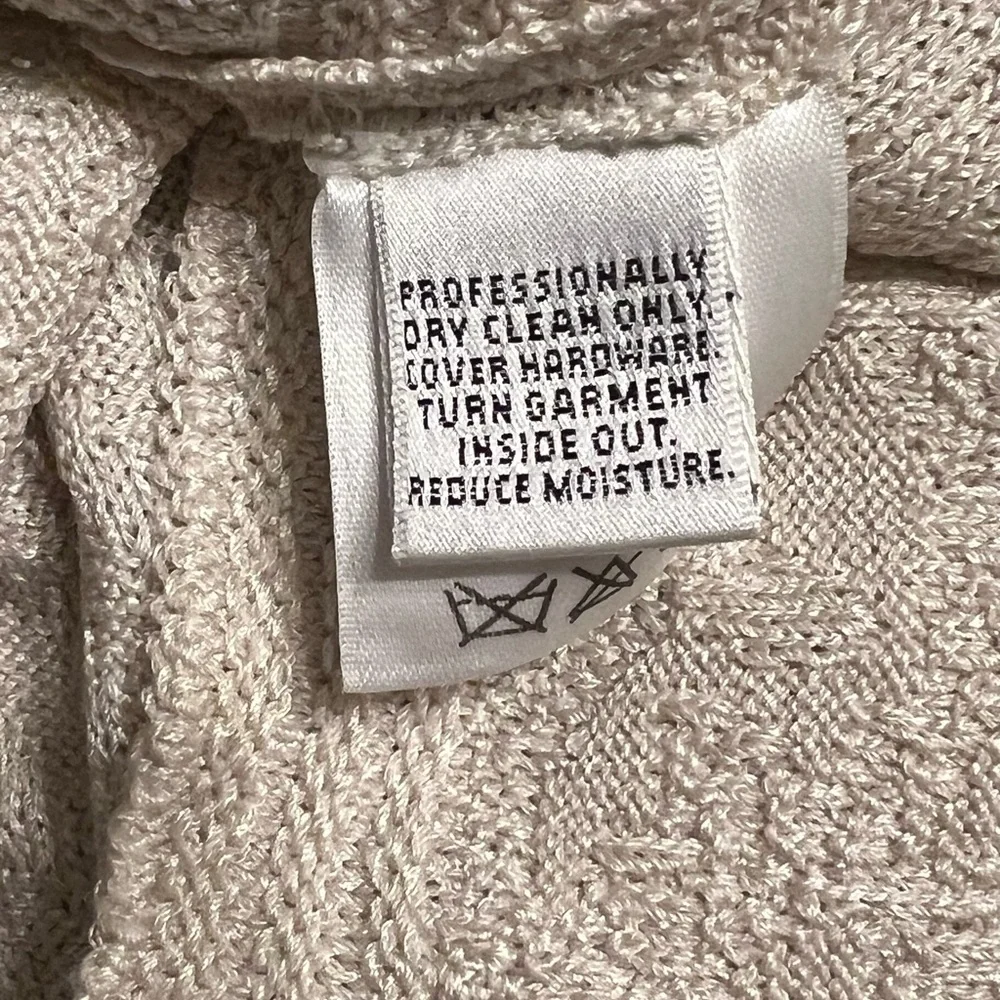 PROFESSIONALLY
DRY CLEAN ONLY.
COVER HARDWARE.
TURN GARMENT
INSIDE OUT.
REDUCE MOISTURE.